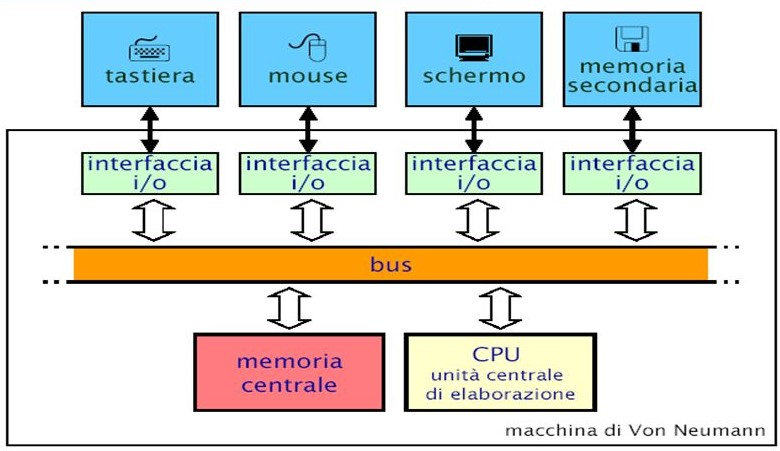 tastiera
mouse
schermo
memoria
secondaria
interfaccia
i/o
interfaccia
i/o
interfaccia
i/o
interfaccia
i/o
bus
memoria
centrale
CPU
unità centrale
di elaborazione
macchina di Von Neumann